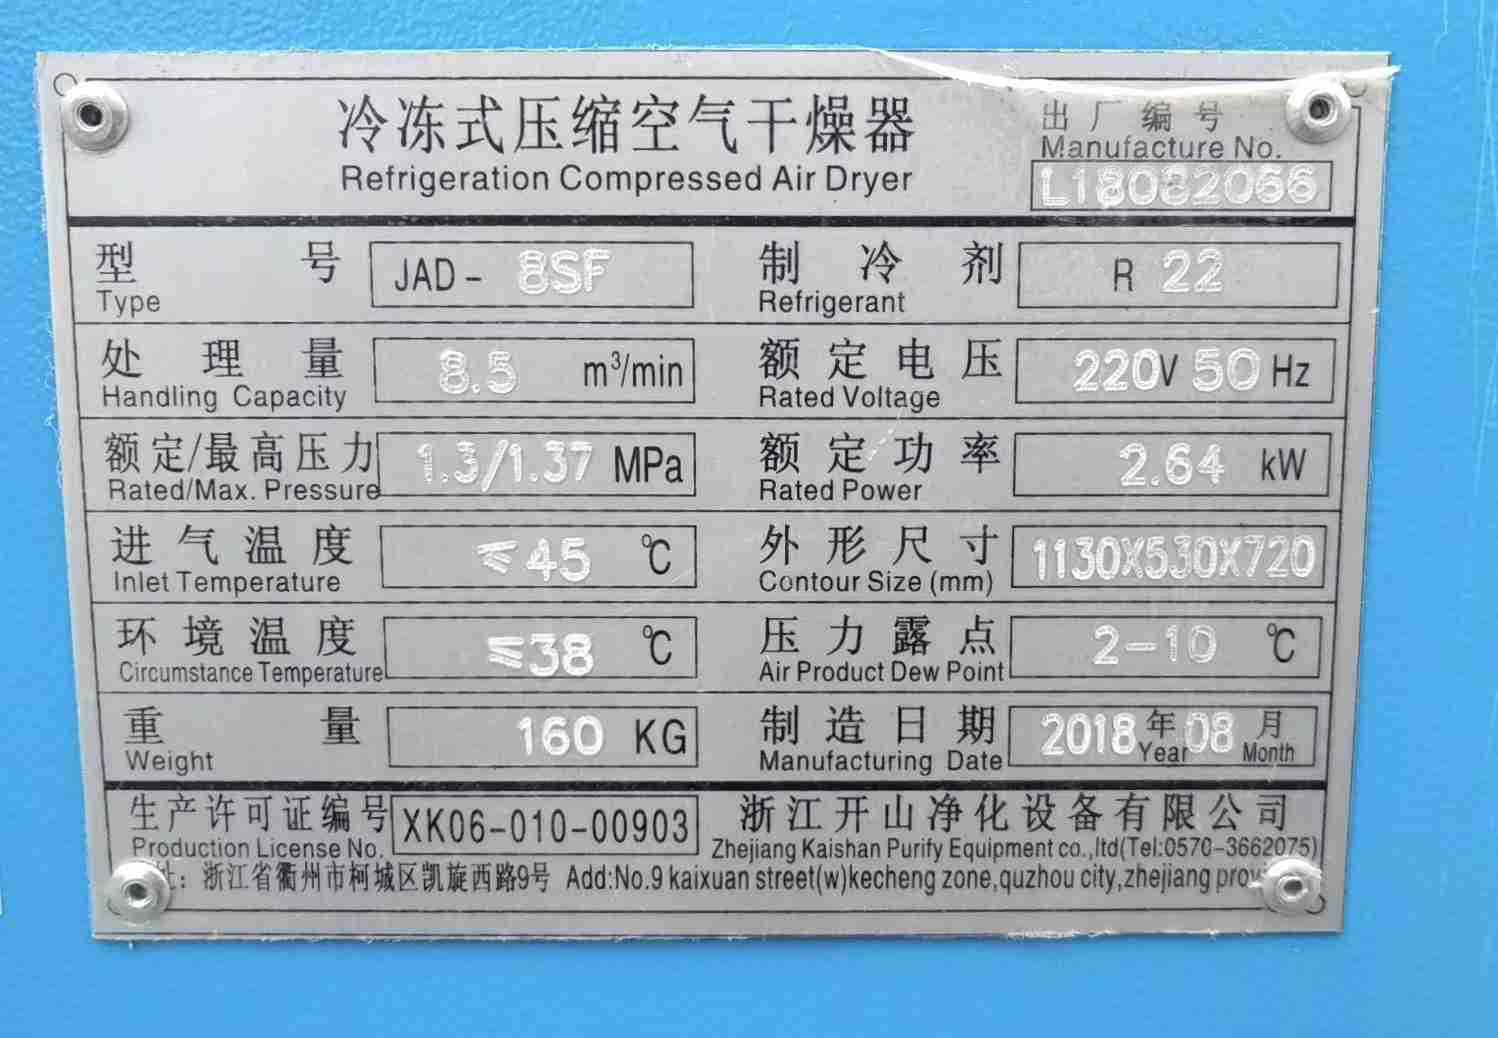 冷冻式压缩空气干燥器
Refrigeration Compressed Air Dryer
出厂编号
Manufacture No.
L18082066
型号 JAD-8SF 制冷剂 R 22
Type Refrigerant
处理量 8.5 m³/min 额定电压 220V 50 Hz
Handling Capacity Rated Voltage
额定/最高压力 1.3/1.37 MPa 额定功率 2.64 kW
Rated/Max. Pressure Rated Power
进气温度 ≤45 ℃ 外形尺寸 1130X530X720
Inlet Temperature Contour Size (mm)
环境温度 ≤38 ℃ 压力露点 2-10 ℃
Circumstance Temperature Air Product Dew Point
重量 160 KG 制造日期 2018年08月
Weight Manufacturing Date Year Month
生产许可证编号 XK06-010-00903 浙江开山净化设备有限公司
Production License No. Zhejiang Kaishan Purify Equipment co.,ltd(Tel:0570-3662075)
址：浙江省衢州市柯城区凯旋西路9号 Add:No.9 kaixuan street(w)kecheng zone,quzhou city,zhejiang